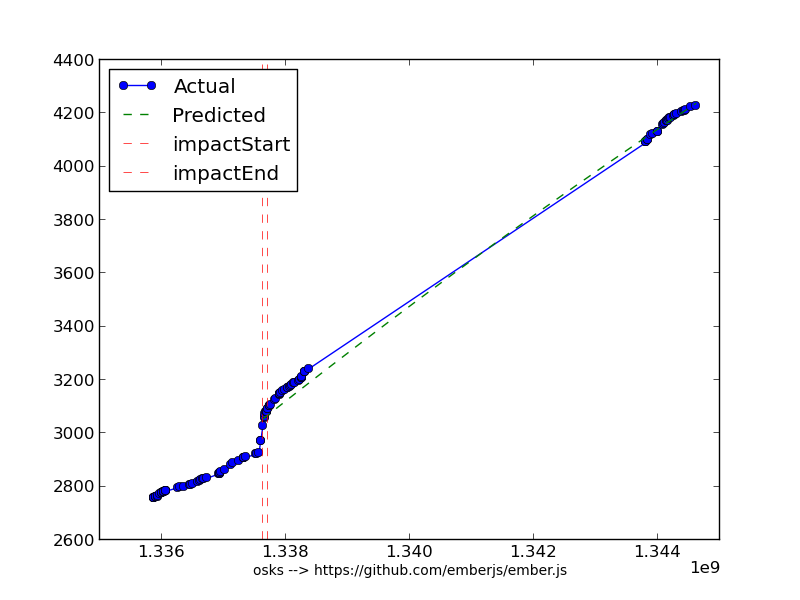 4400
4200
4000
3800
3600
3400
3200
3000
2800
2600
Actual
Predicted
impactStart
impactEnd
1.336 1.338 1.340 1.342 1.344
1e9
osks --> https://github.com/emberjs/ember.js